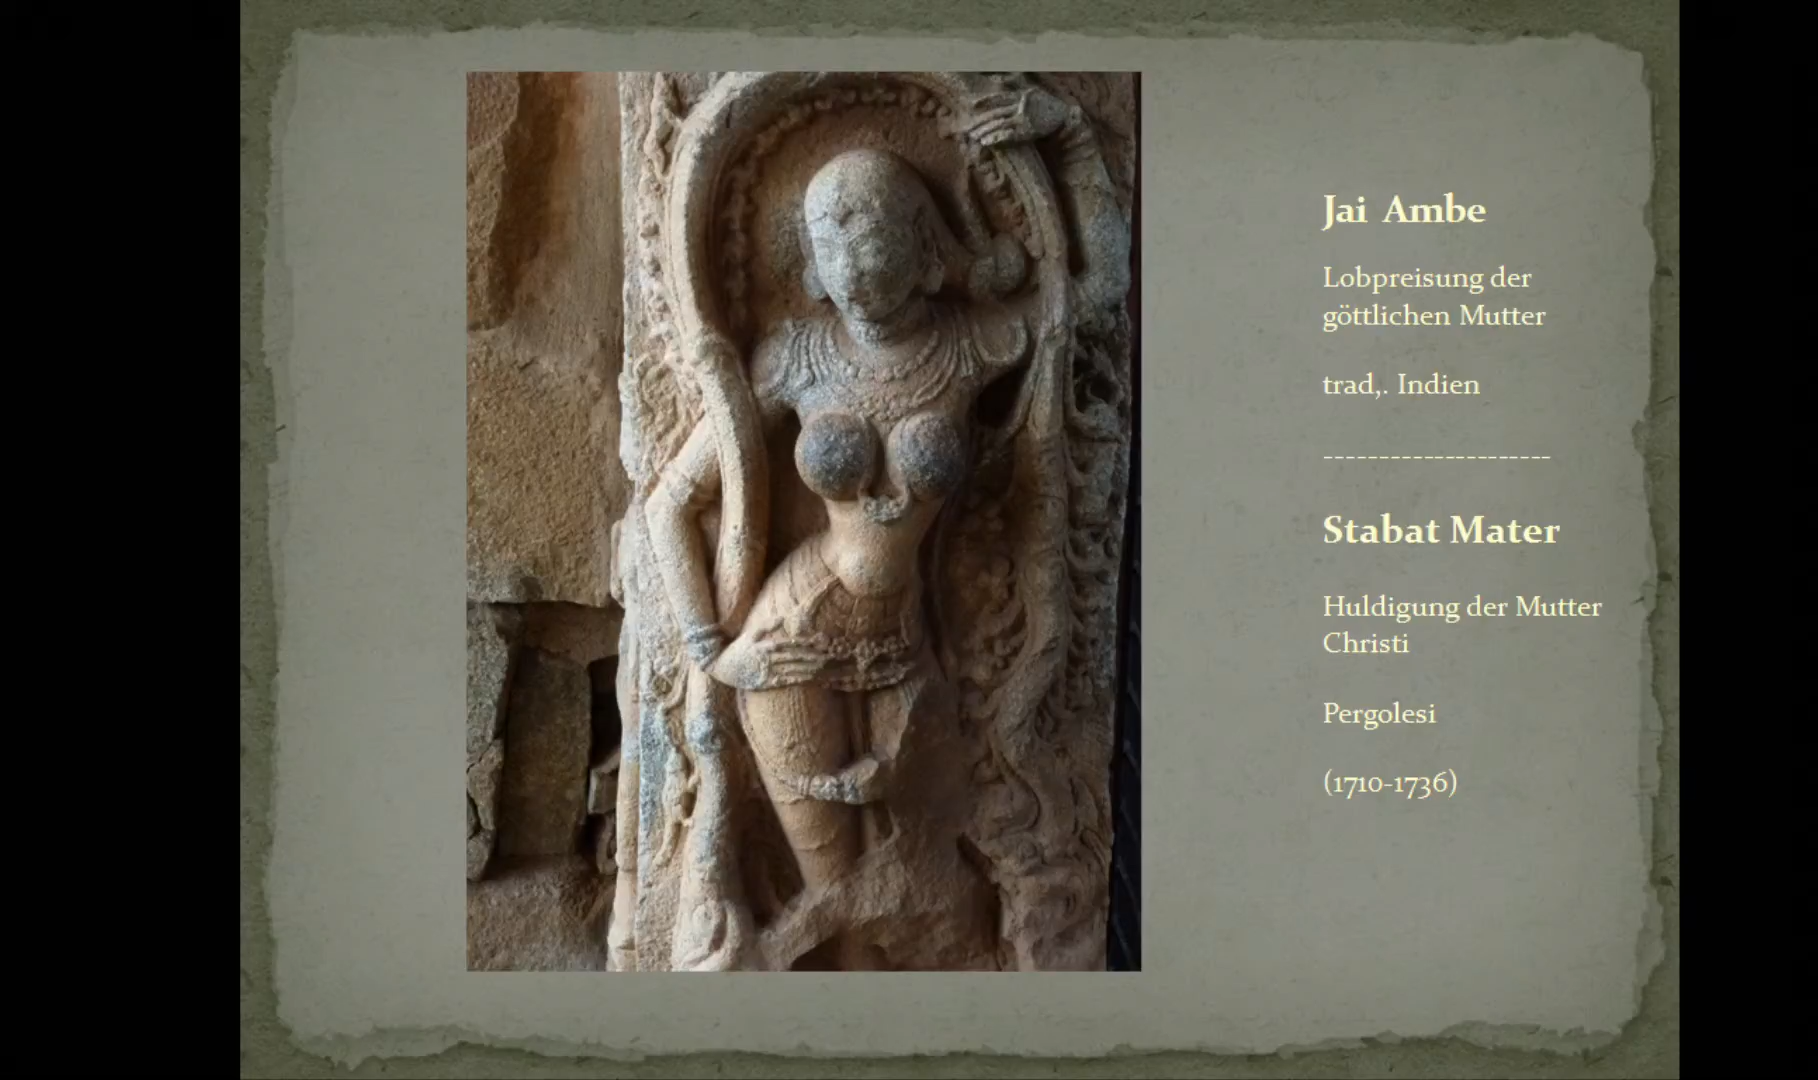 Jai Ambe
Lobpreisung der
göttlichen Mutter
trad,. Indien
---------------------
Stabat Mater
Huldigung der Mutter
Christi
Pergolesi
(1710-1736)